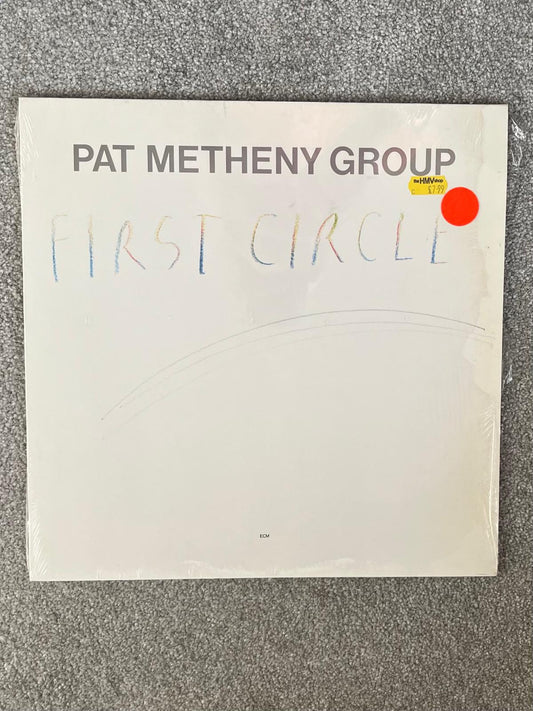 PAT METHENY GROUP
the HMV shop
C £7.99
FIRST CIRCLE
ECM